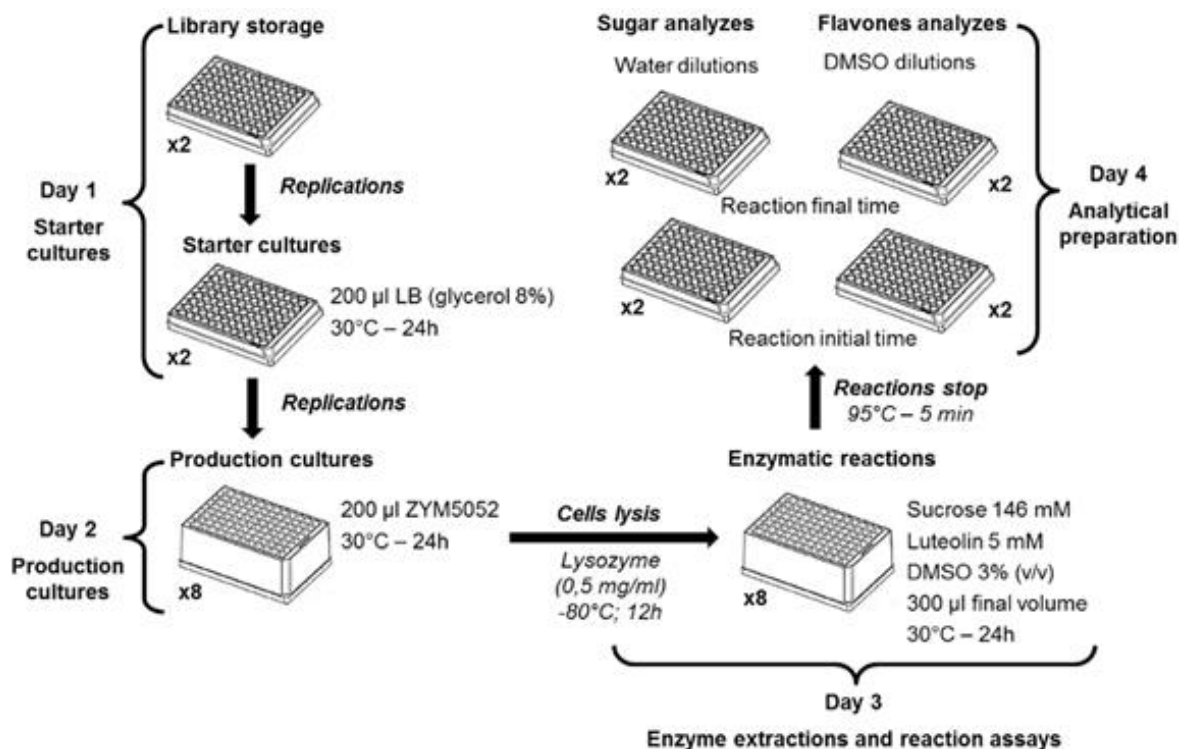 Library storage
x2
Replications
Day 1
Starter
cultures
Starter cultures
200 µl LB (glycerol 8%)
30°C – 24h
x2
Replications
Production cultures
Day 2
Production
cultures
200 µl ZYM5052
30°C – 24h
x8
Cells lysis
Lysozyme
(0,5 mg/ml)
-80°C; 12h
Enzymatic reactions
Sucrose 146 mM
Luteolin 5 mM
DMSO 3% (v/v)
300 µl final volume
30°C – 24h
x8
Day 3
Enzyme extractions and reaction assays
Reactions stop
95°C – 5 min
Sugar analyzes
Flavones analyzes
Water dilutions
DMSO dilutions
x2
x2
Reaction final time
x2
x2
Reaction initial time
Day 4
Analytical
preparation